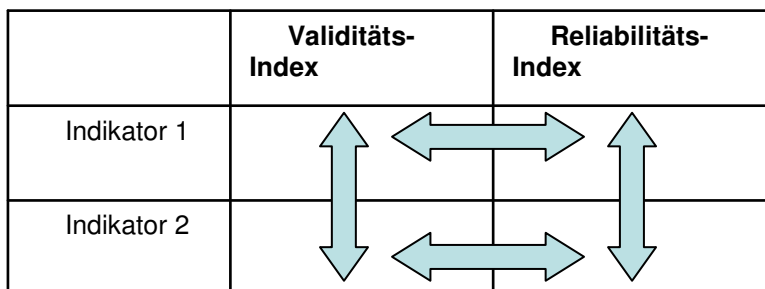 Validitäts-
Index
Reliabilitäts-
Index
Indikator 1
Indikator 2